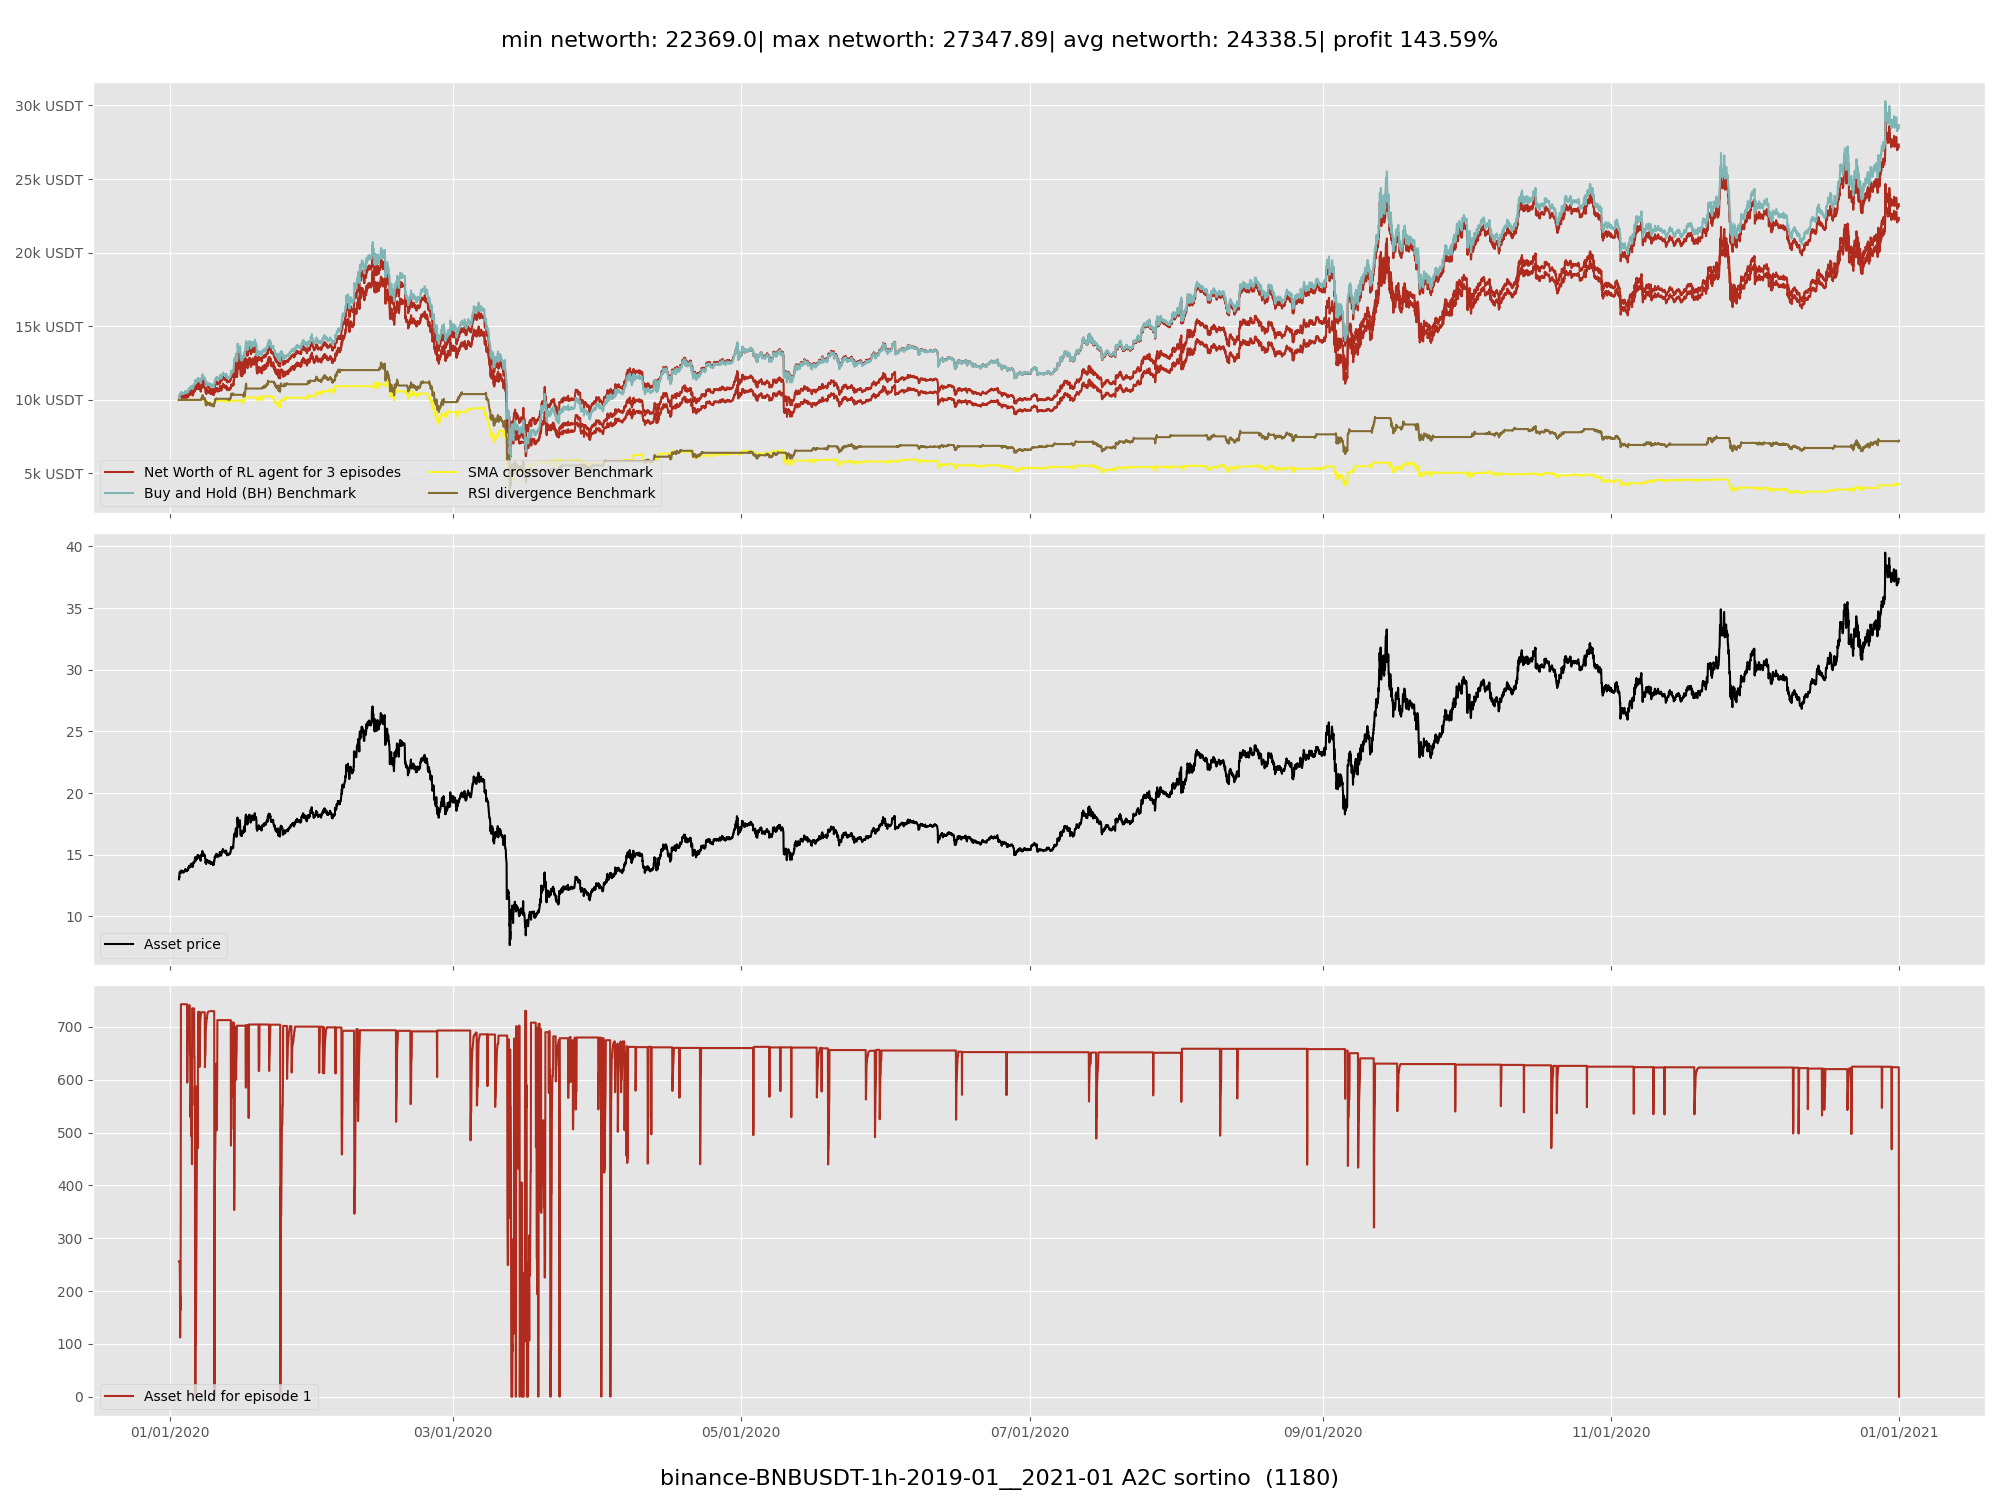 min networth: 22369.0| max networth: 27347.89| avg networth: 24338.5| profit 143.59%
30k USDT
25k USDT
20k USDT
15k USDT
10k USDT
5k USDT
Net Worth of RL agent for 3 episodes
Buy and Hold (BH) Benchmark
SMA crossover Benchmark
RSI divergence Benchmark
40
35
30
25
20
15
10
Asset price
700
600
500
400
300
200
100
0
Asset held for episode 1
01/01/2020 03/01/2020 05/01/2020 07/01/2020 09/01/2020 11/01/2020 01/01/2021
binance-BNBUSDT-1h-2019-01__2021-01 A2C sortino (1180)